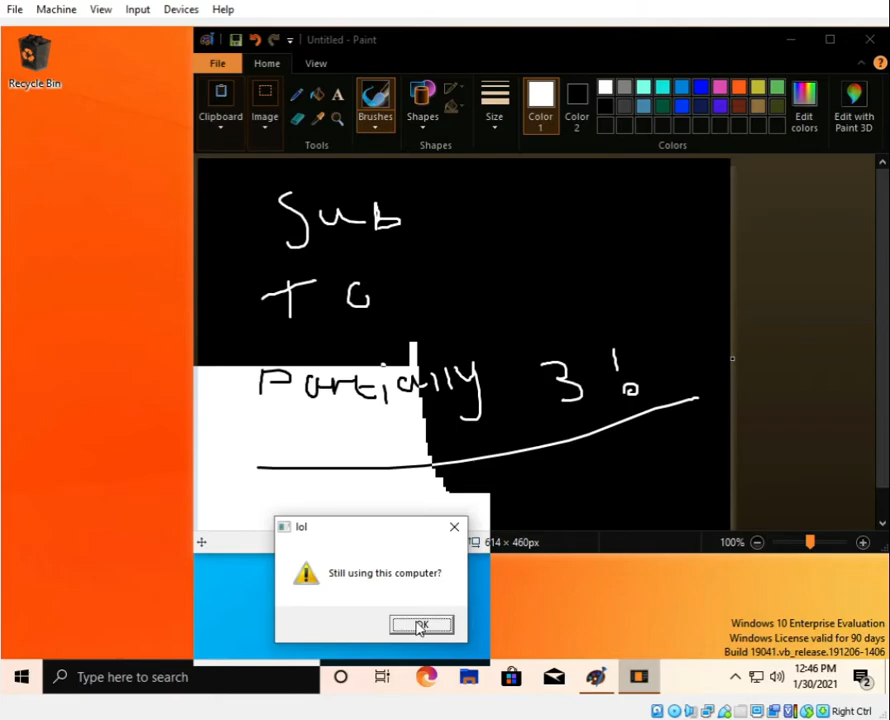 File Machine View Input Devices Help
Recycle Bin
Untitled - Paint
File Home View
Clipboard
Image
Tools
Brushes
Shapes
Shapes
Size
Color 1
Color 2
Edit colors
Edit with Paint 3D
Colors
Sub
To
Partially 3!
614 × 460px
100%
lol
Still using this computer?
OK
Windows 10 Enterprise Evaluation
Windows License valid for 90 days
Build 19041.vb_release.191206-1406
Type here to search
12:46 PM
1/30/2021
2
Right Ctrl